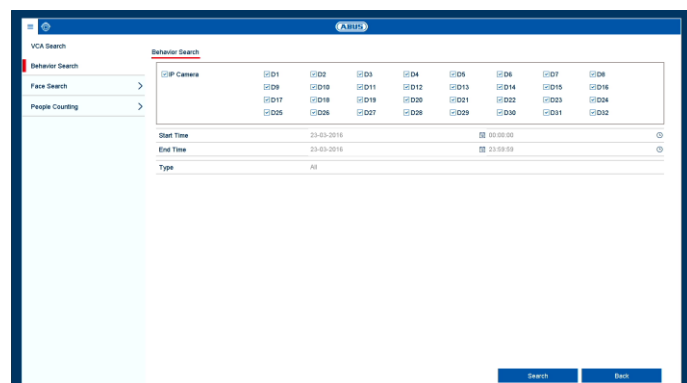 ABUS
VCA Search
Behavior Search
Face Search
People Counting
Behavior Search
IP Camera D1 D2 D3 D4 D5 D6 D7 D8
D9 D10 D11 D12 D13 D14 D15 D16
D17 D18 D19 D20 D21 D22 D23 D24
D25 D26 D27 D28 D29 D30 D31 D32
Start Time 23-03-2016 00:00:00
End Time 23-03-2016 23:59:59
Type All
Search Back